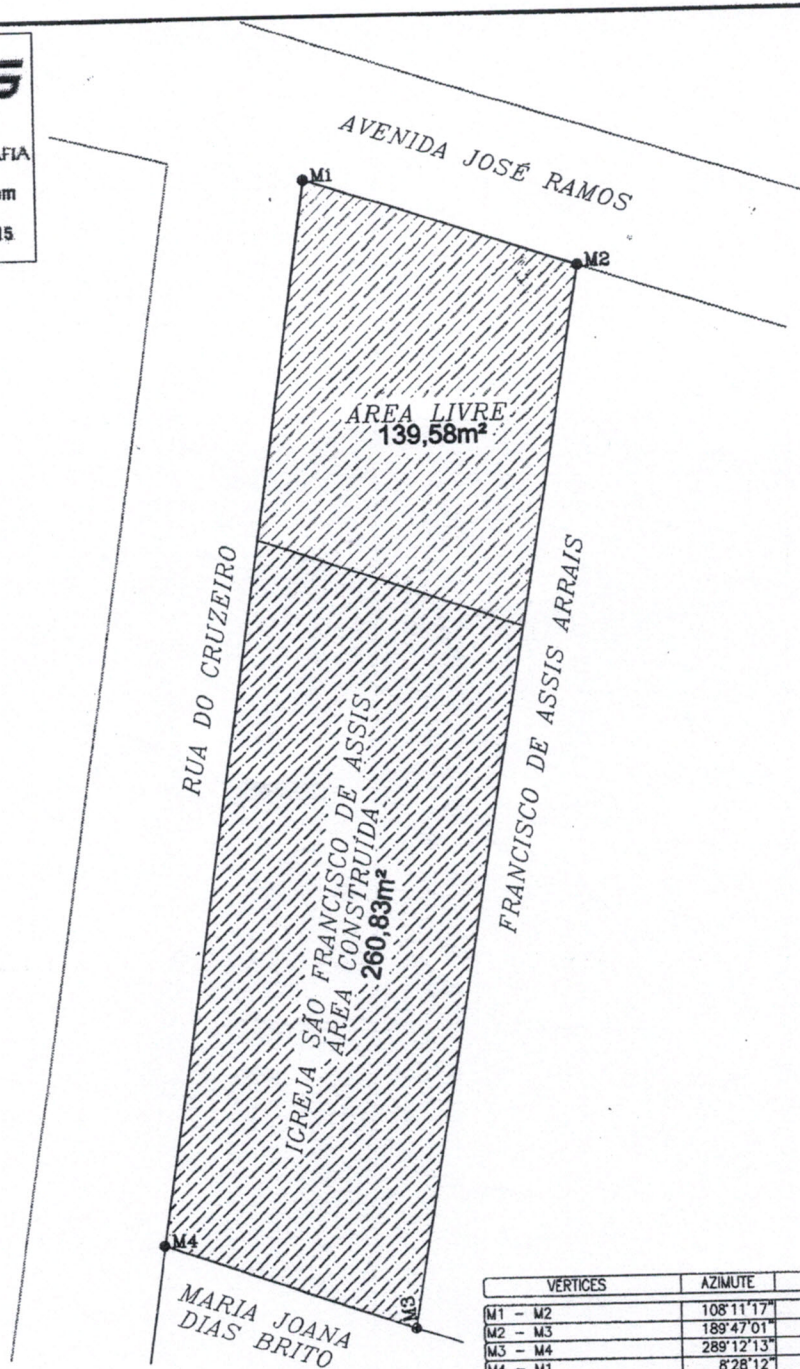 AVENIDA JOSÉ RAMOS
M1
M2
ÁREA LIVRE
139,58m²
RUA DO CRUZEIRO
FRANCISCO DE ASSIS ARRAIS
IGREJA SÃO FRANCISCO DE ASSIS
ÁREA CONSTRUÍDA
260,83m²
M4
M3
MARIA JOANA
DIAS BRITO
VÉRTICES AZIMUTE
M1 - M2 108°11'17"
M2 - M3 189°47'01"
M3 - M4 289°12'13"
M4 - M1 8°28'12"